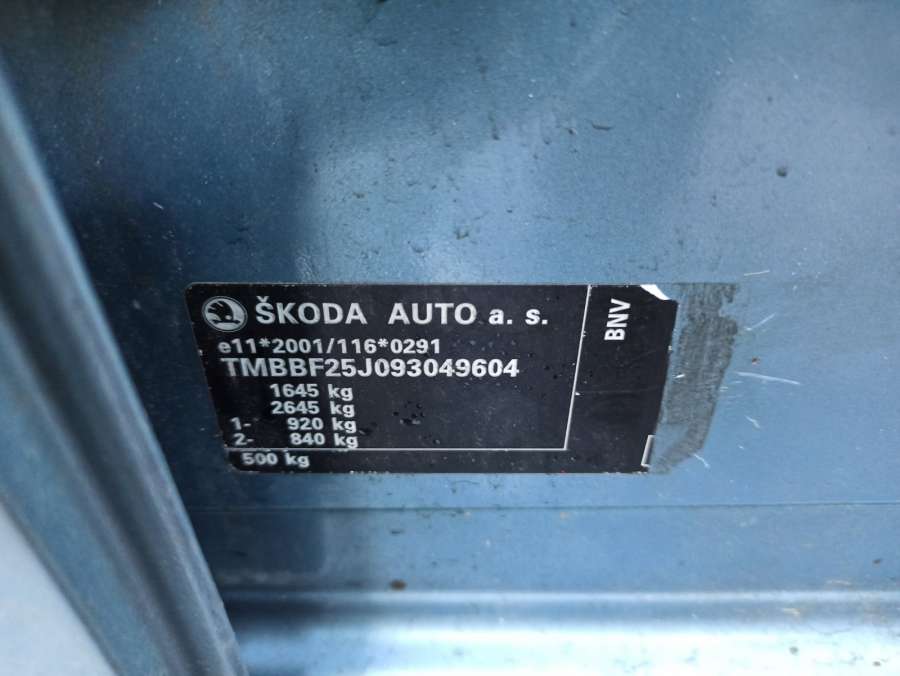 ŠKODA AUTO a. s.
e11*2001/116*0291
TMBBF25J093049604
1645 kg
2645 kg
1- 920 kg
2- 840 kg
500 kg
BNV